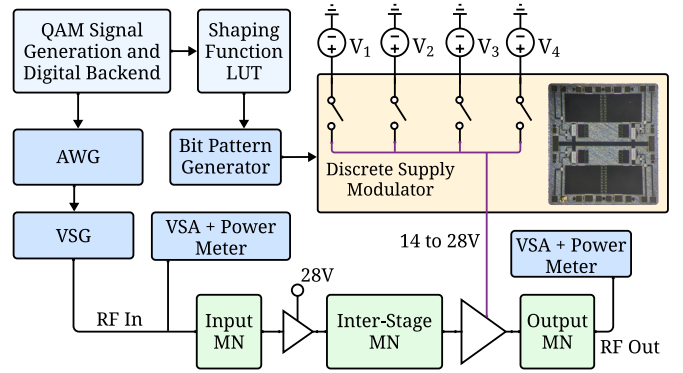 QAM Signal
Generation and
Digital Backend
Shaping
Function
LUT
V1
V2
V3
V4
AWG
Bit Pattern
Generator
Discrete Supply
Modulator
VSG
VSA + Power
Meter
14 to 28V
VSA + Power
Meter
28V
RF In
Input
MN
Inter-Stage
MN
Output
MN
RF Out